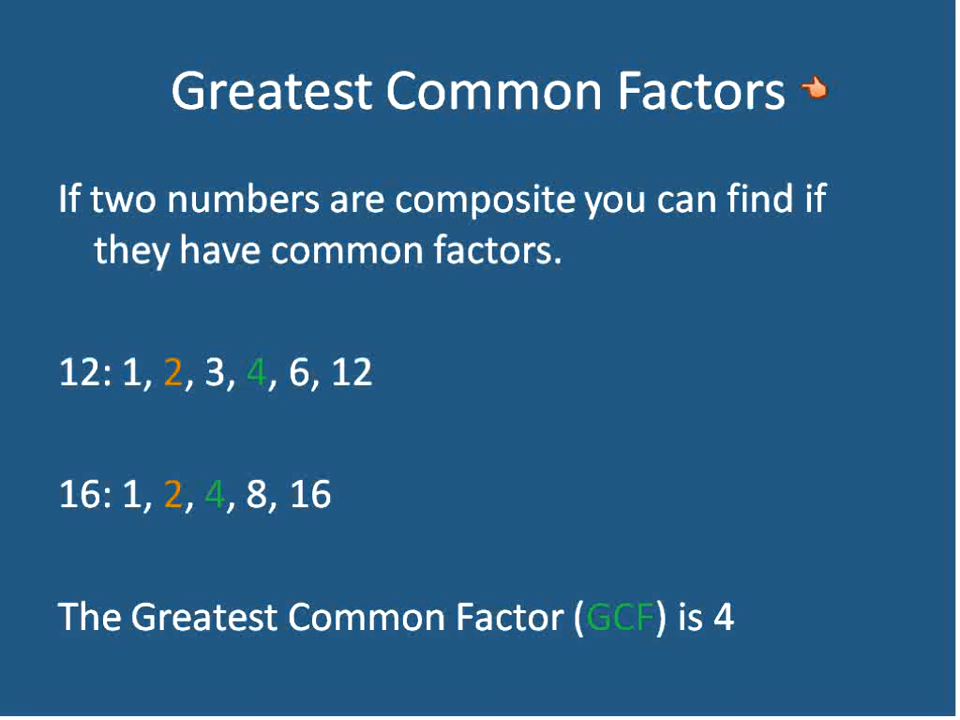 Greatest Common Factors
If two numbers are composite you can find if
they have common factors.
12: 1, 2, 3, 4, 6, 12
16: 1, 2, 4, 8, 16
The Greatest Common Factor (GCF) is 4